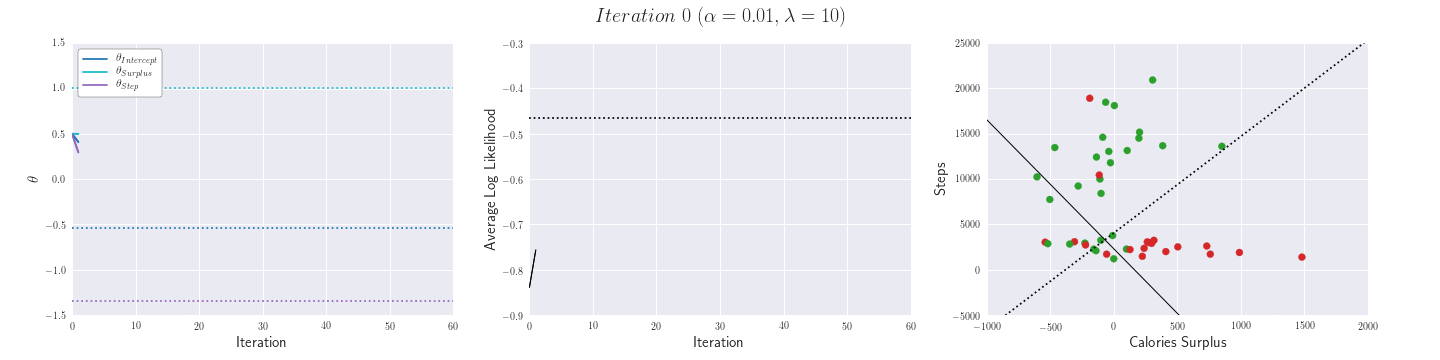 Iteration 0 (α = 0.01, λ = 10)
θ
1.5
1.0
0.5
0.0
−0.5
−1.0
−1.5
θIntercept
θSurplus
θStep
0 10 20 30 40 50 60
Iteration
Average Log Likelihood
−0.3
−0.4
−0.5
−0.6
−0.7
−0.8
−0.9
0 10 20 30 40 50 60
Iteration
Steps
25000
20000
15000
10000
5000
0
−5000
−1000 −500 0 500 1000 1500 2000
Calories Surplus